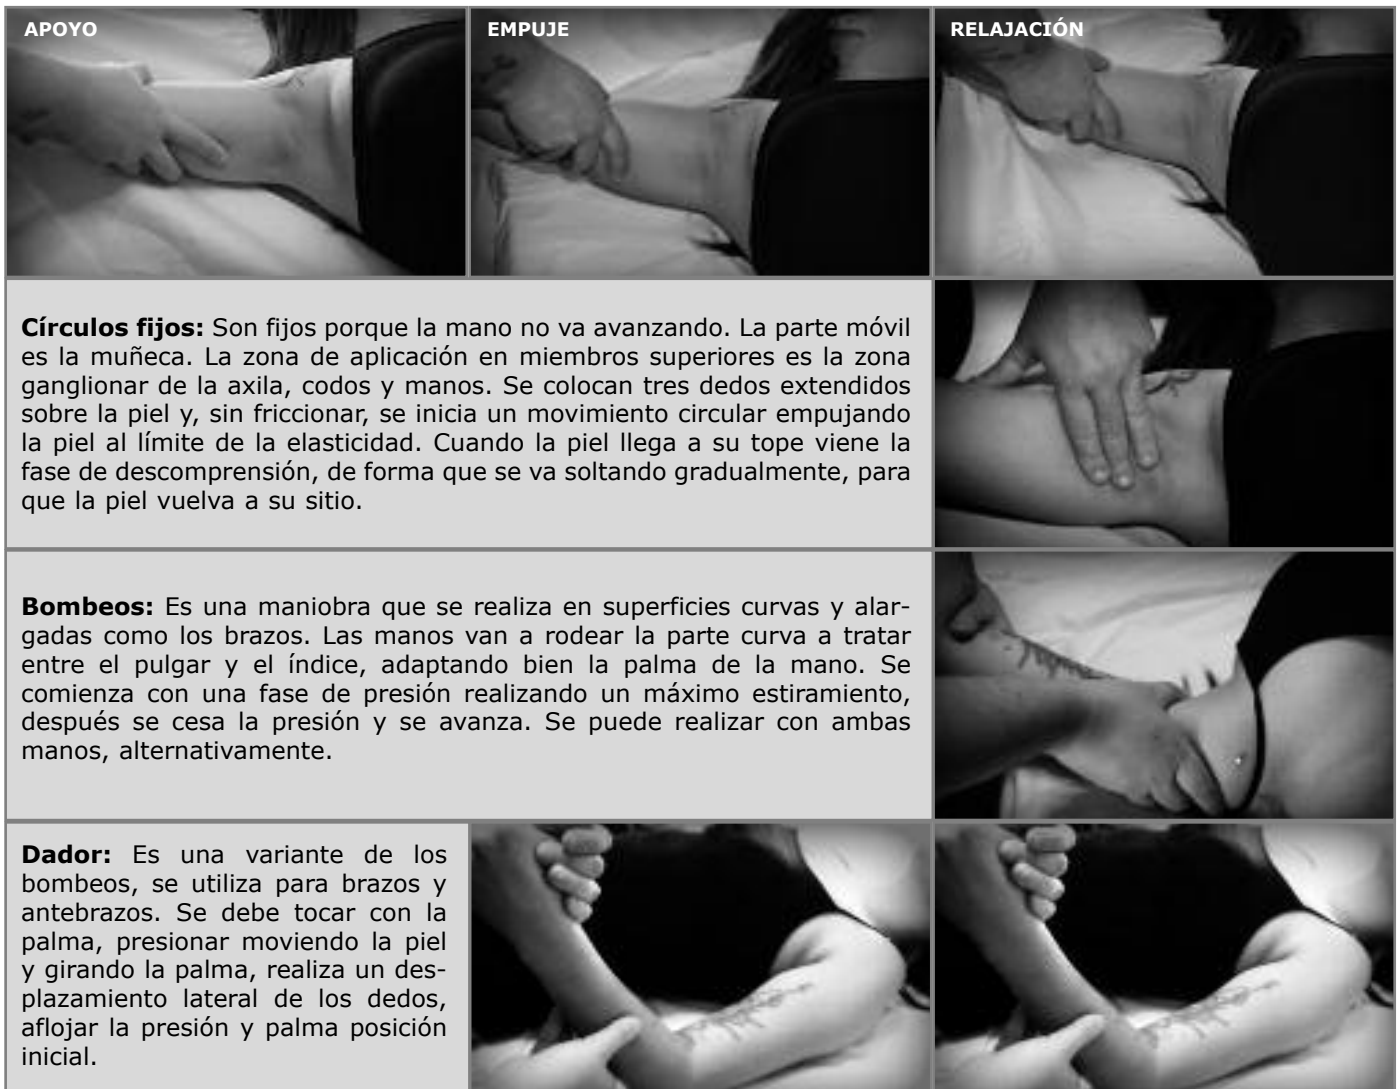 APOYO
EMPUJE
RELAJACIÓN
Círculos fijos: Son fijos porque la mano no va avanzando. La parte móvil
es la muñeca. La zona de aplicación en miembros superiores es la zona
ganglionar de la axila, codos y manos. Se colocan tres dedos extendidos
sobre la piel y, sin friccionar, se inicia un movimiento circular empujando
la piel al límite de la elasticidad. Cuando la piel llega a su tope viene la
fase de descomprensión, de forma que se va soltando gradualmente, para
que la piel vuelva a su sitio.
Bombeos: Es una maniobra que se realiza en superficies curvas y alar-
gadas como los brazos. Las manos van a rodear la parte curva a tratar
entre el pulgar y el índice, adaptando bien la palma de la mano. Se
comienza con una fase de presión realizando un máximo estiramiento,
después se cesa la presión y se avanza. Se puede realizar con ambas
manos, alternativamente.
Dador: Es una variante de los
bombeos, se utiliza para brazos y
antebrazos. Se debe tocar con la
palma, presionar moviendo la piel
y girando la palma, realiza un des-
plazamiento lateral de los dedos,
aflojar la presión y palma posición
inicial.